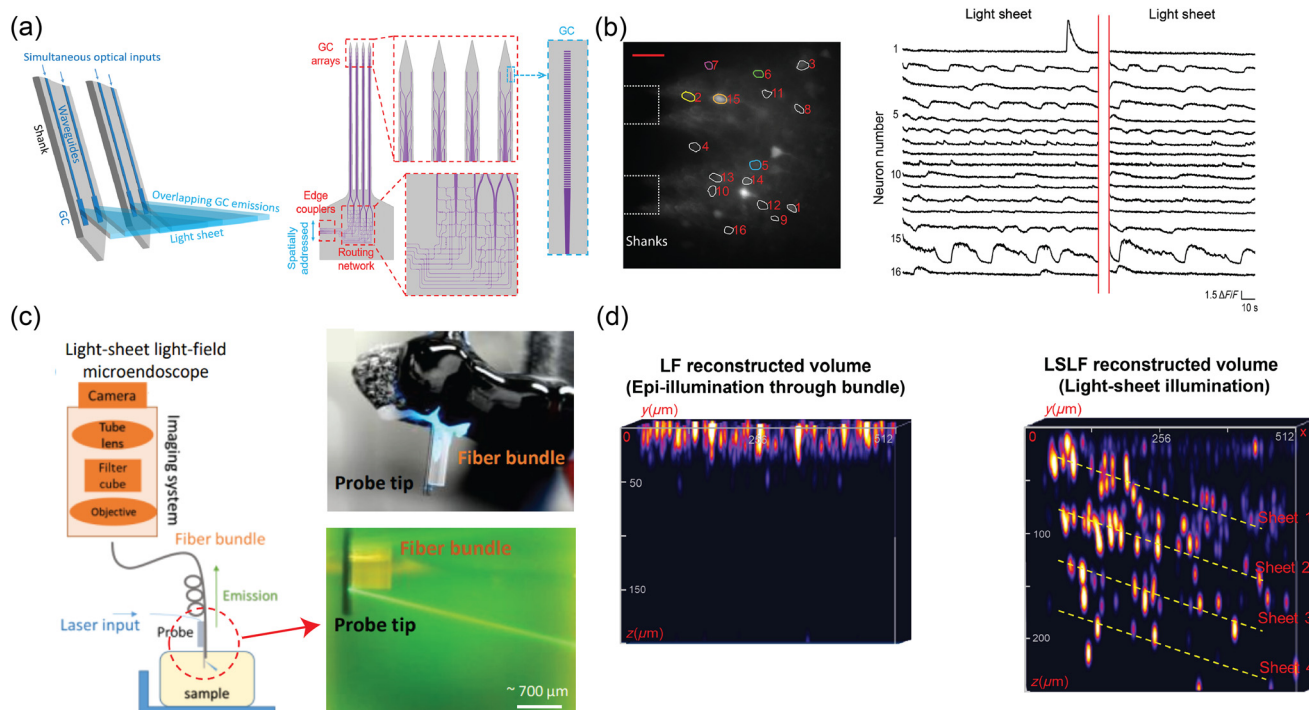 (a)
Simultaneous optical inputs
Shank
Waveguides
GC
Overlapping GC emissions
Light sheet
GC
arrays
Edge
couplers
Spatially
addressed
Routing
network
GC
(b)
7
6
3
2
15
11
8
4
5
13
14
10
12
1
9
16
Shanks
Light sheet
Light sheet
Neuron number
1
5
10
15
16
1.5 ΔF/F
10 s
(c)
Light-sheet light-field
microendoscope
Camera
Tube
lens
Filter
cube
Objective
Imaging system
Fiber bundle
Emission
Laser input
Probe
sample
Fiber bundle
Probe tip
Fiber bundle
Probe tip
~ 700 μm
(d)
LF reconstructed volume
(Epi-illumination through bundle)
y(μm)
0
256
512
50
150
z(μm)
LSLF reconstructed volume
(Light-sheet illumination)
y(μm)
0
256
512
x
Sheet 1
100
Sheet 2
Sheet 3
200
Sheet 4
z(μm)